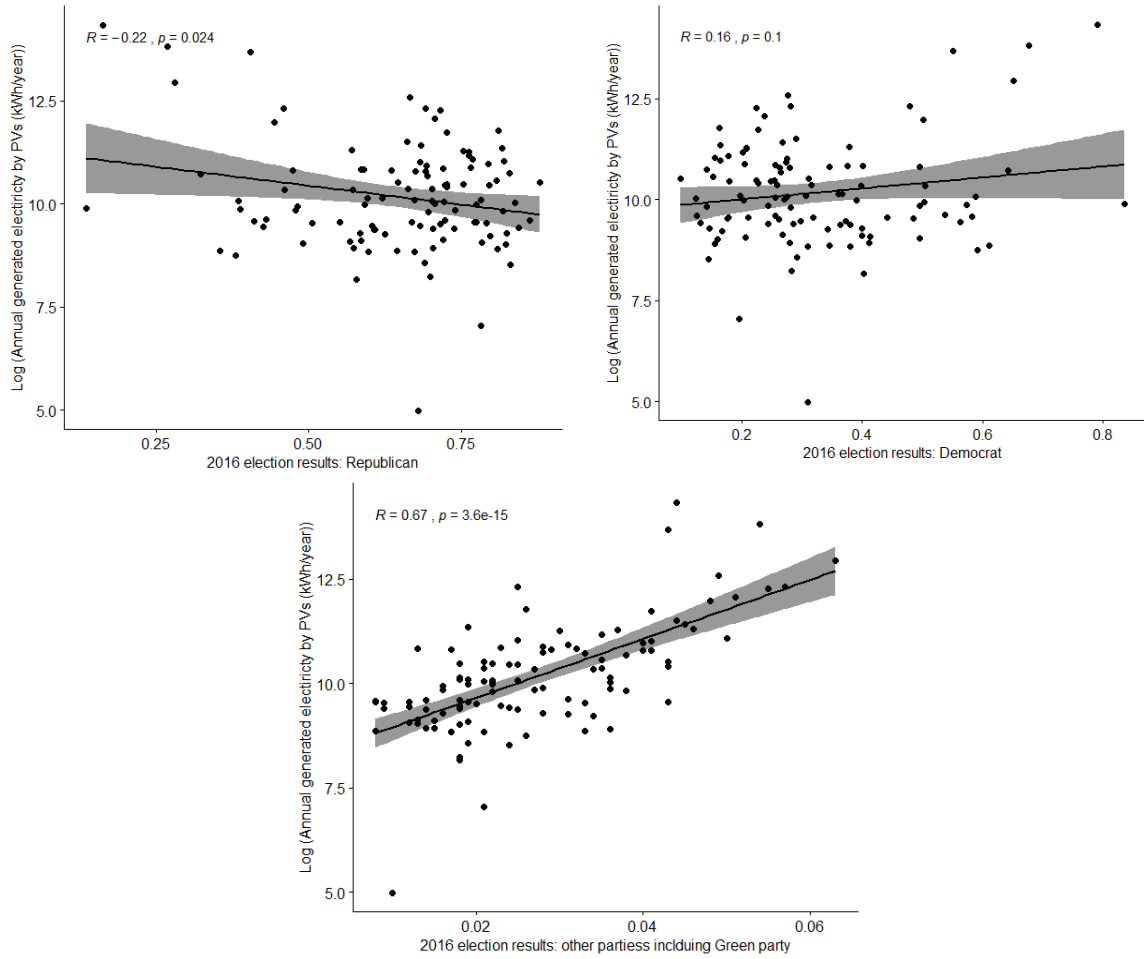 Log (Annual generated electiricty by PVs (kWh/year))
R = −0.22 , p = 0.024
12.5
10.0
7.5
5.0
0.25 0.50 0.75
2016 election results: Republican
Log (Annual generated electiricty by PVs (kWh/year))
R = 0.16 , p = 0.1
12.5
10.0
7.5
5.0
0.2 0.4 0.6 0.8
2016 election results: Democrat
Log (Annual generated electiricty by PVs (kWh/year))
R = 0.67 , p = 3.6e-15
12.5
10.0
7.5
5.0
0.02 0.04 0.06
2016 election results: other partiess inclduing Green party